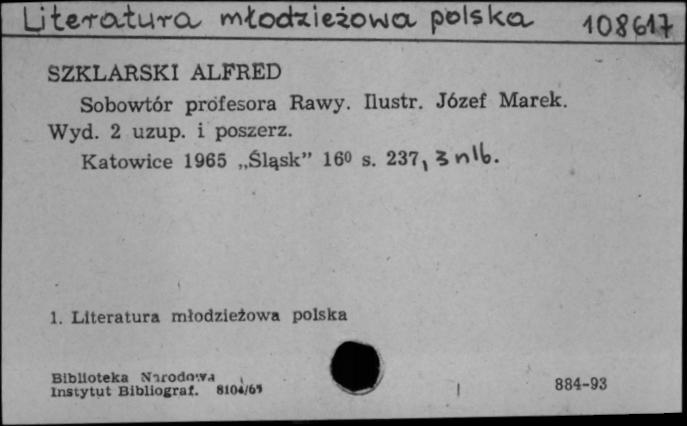 Literatura młodzieżowa polska 108617
SZKLARSKI ALFRED
Sobowtór profesora Rawy. Ilustr. Józef Marek.
Wyd. 2 uzup. i poszerz.
Katowice 1965 „Śląsk” 16⁰ s. 237, 3 nlb.
1. Literatura młodzieżowa polska
Biblioteka Narodowa
Instytut Bibliograf. 8104/65
884-93